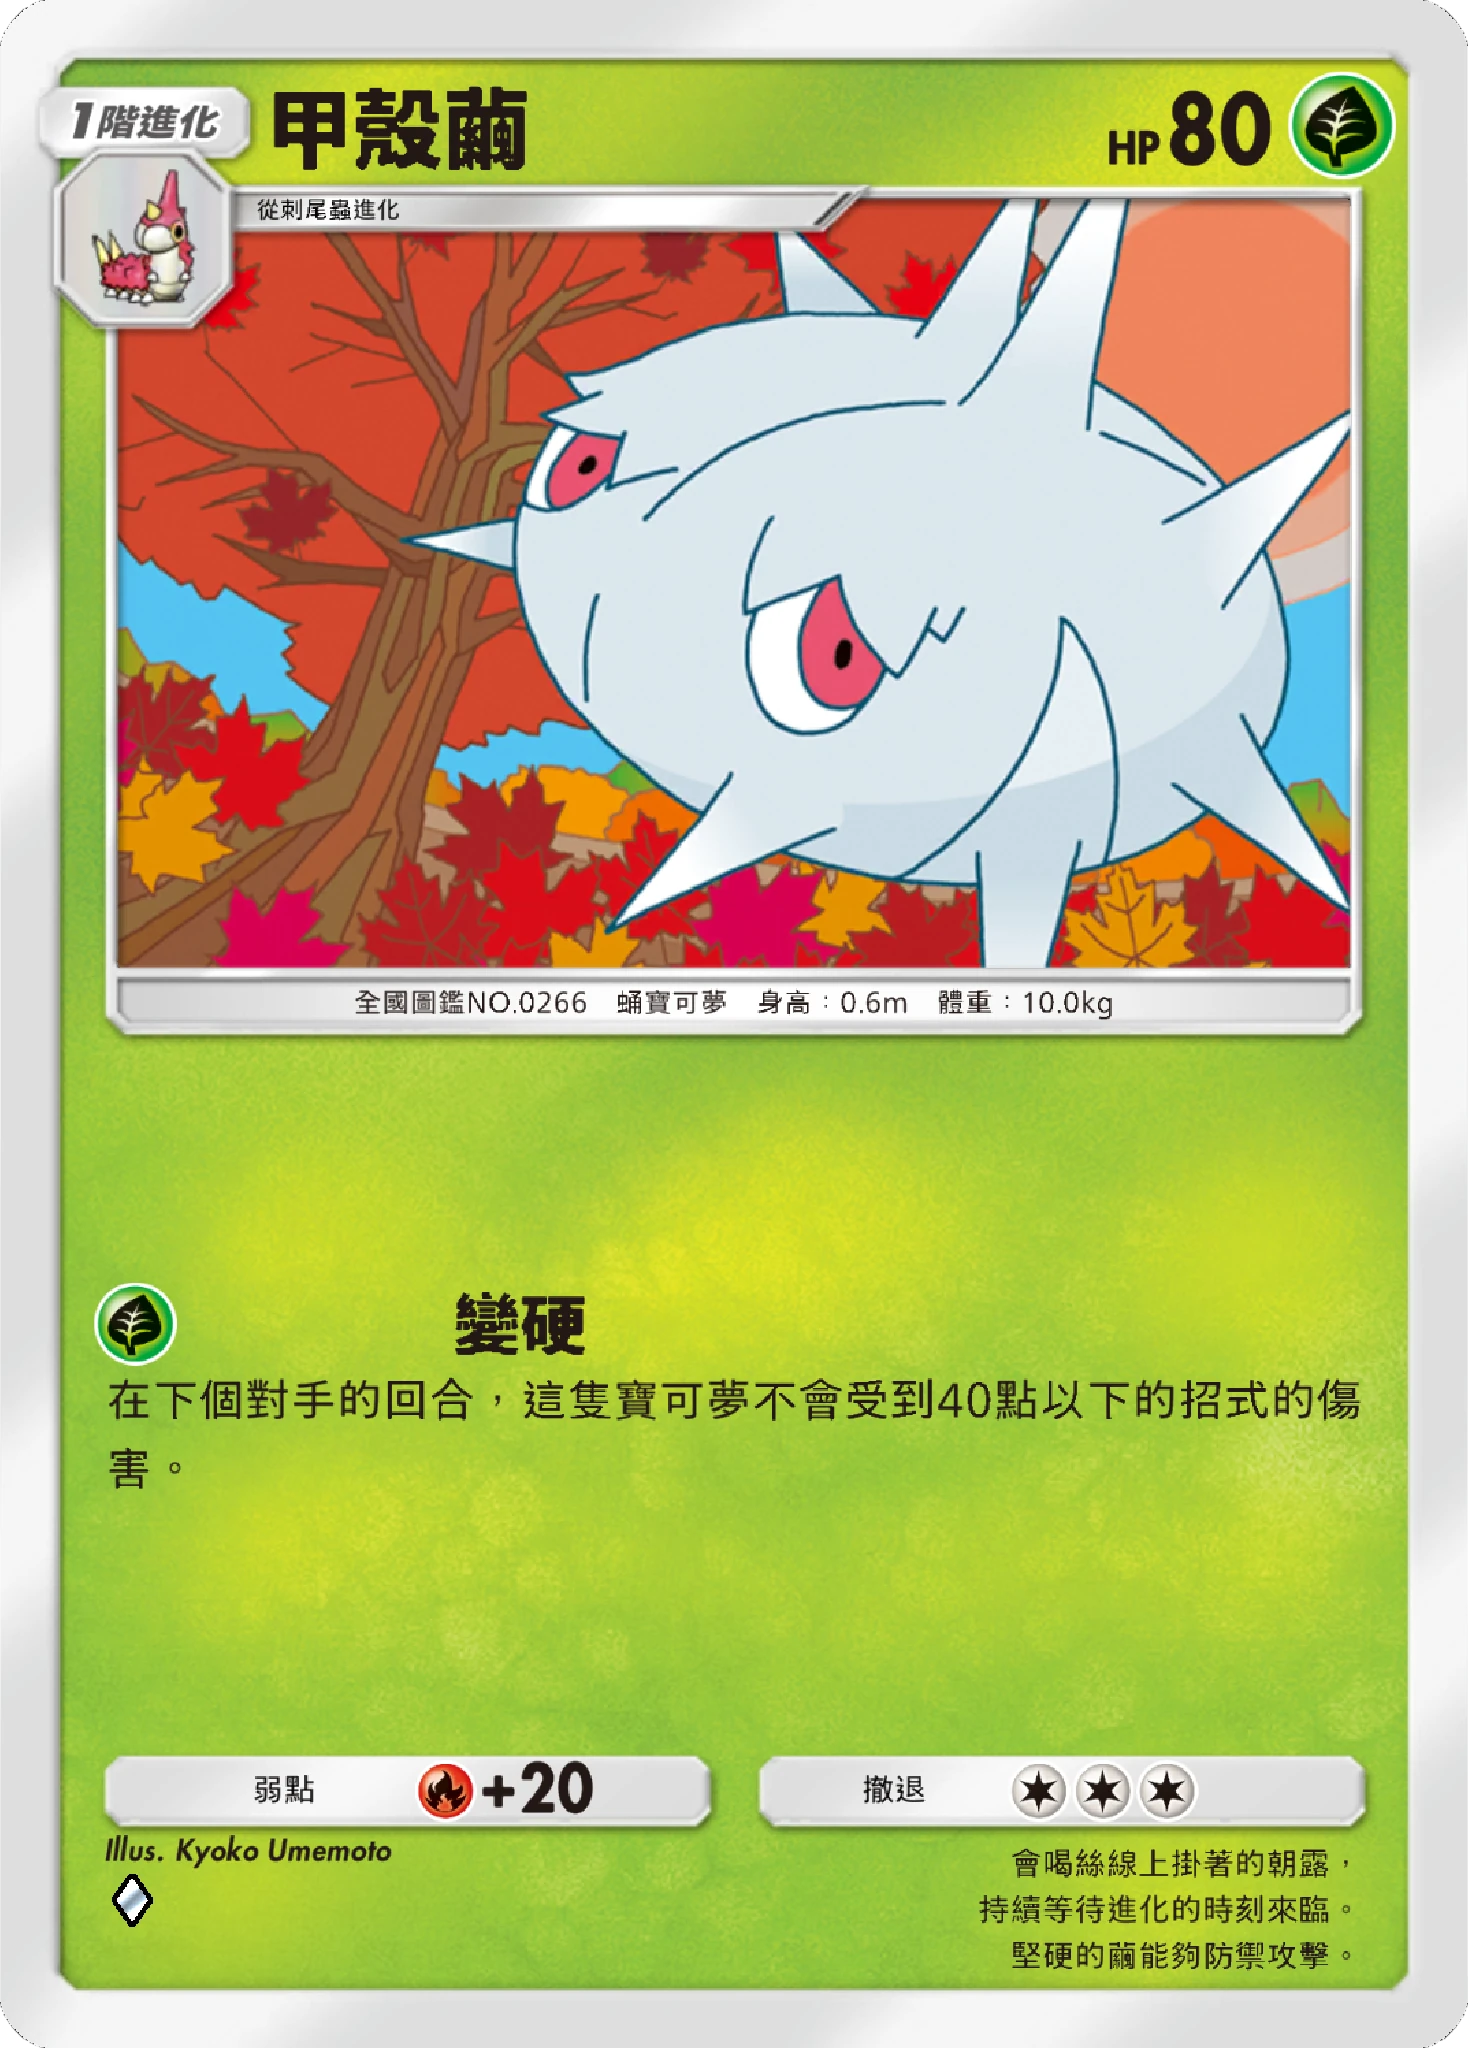 1階進化
甲殼繭
HP 80
從刺尾蟲進化
全國圖鑑NO.0266 蛹寶可夢 身高：0.6m 體重：10.0kg
變硬
在下個對手的回合，這隻寶可夢不會受到40點以下的招式的傷
害。
弱點 +20
撤退
Illus. Kyoko Umemoto
會喝絲線上掛著的朝露，
持續等待進化的時刻來臨。
堅硬的繭能夠防禦攻擊。